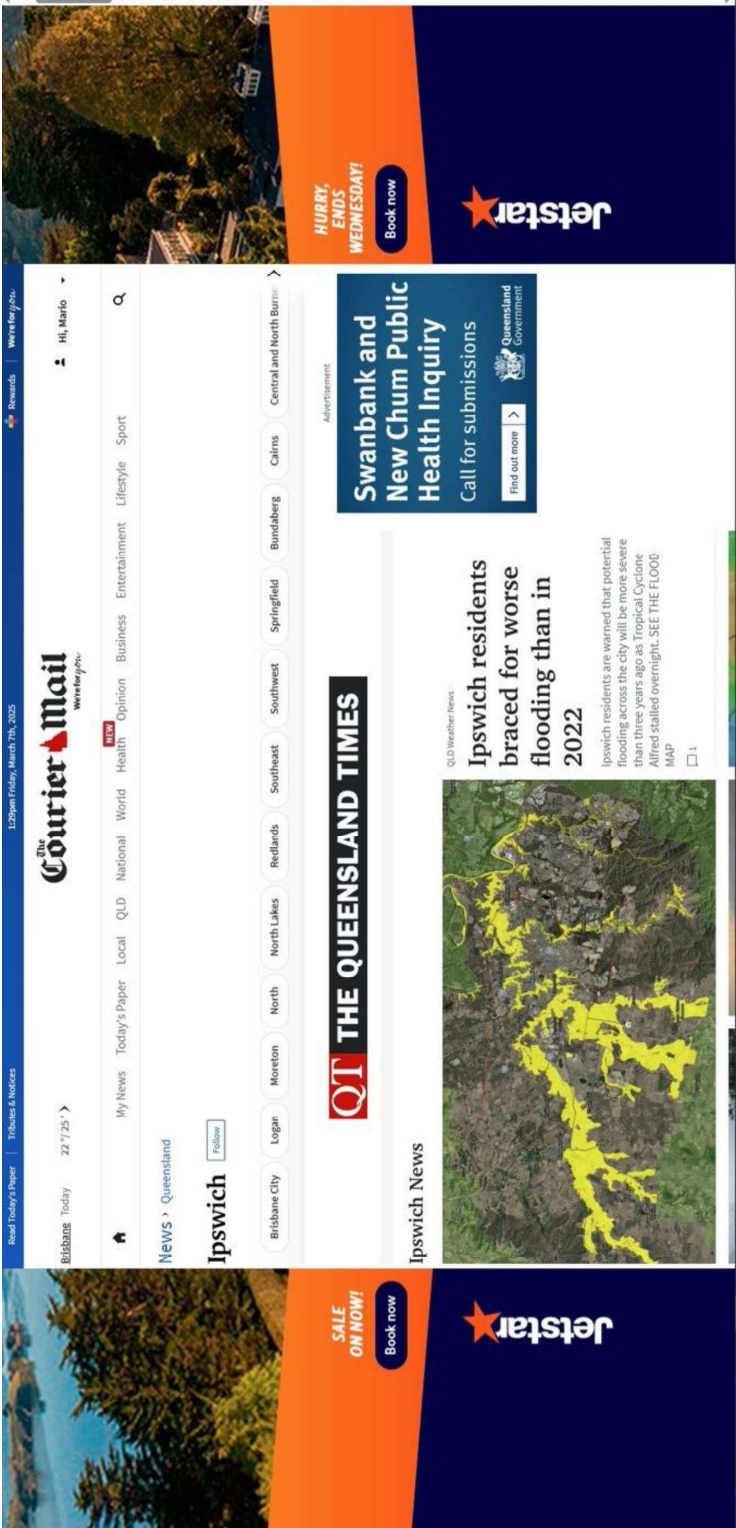 Read Today's Paper
Tributes & Notices
1:29pm Friday, March 7th, 2025
Rewards
We're for you
Brisbane Today 22°/25°
The
Courier Mail
We're for you
Hi, Mario
My News
Today's Paper
Local
QLD
National
World
Health
NEW
Opinion
Business
Entertainment
Lifestyle
Sport
News > Queensland
Ipswich
Follow
Brisbane City
Logan
Moreton
North
North Lakes
Redlands
Southeast
Southwest
Springfield
Bundaberg
Cairns
Central and North Burne
QT THE QUEENSLAND TIMES
Ipswich News
QLD Weather News
Ipswich residents
braced for worse
flooding than in
2022
Ipswich residents are warned that potential
flooding across the city will be more severe
than three years ago as Tropical Cyclone
Alfred stalled overnight. SEE THE FLOOD
MAP
1
Advertisement
Swanbank and
New Chum Public
Health Inquiry
Call for submissions
Find out more
Queensland
Government
SALE
ON NOW!
Book now
Jetstar
HURRY,
ENDS
WEDNESDAY!
Book now
Jetstar